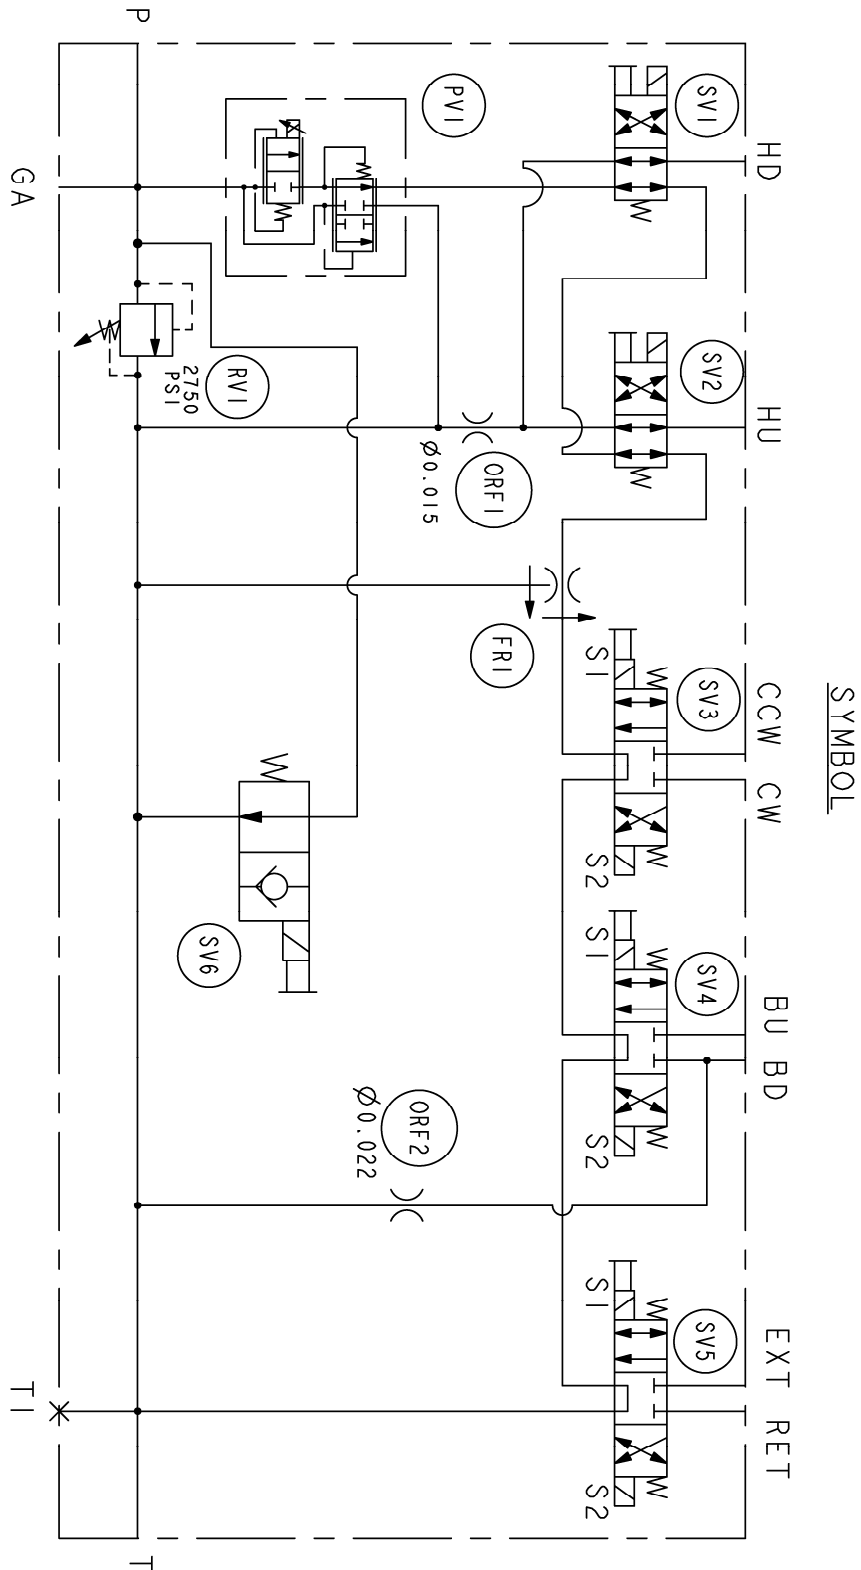 SYMBOL
HD
HU
CCW
CW
BU
BD
EXT
RET
SV1
SV2
S1
SV3
S2
S1
SV4
S2
S1
SV5
S2
PV1
ORF1
Ø0.015
FR1
RV1
2750
PSI
SV6
ORF2
Ø0.022
P
GA
T1
T